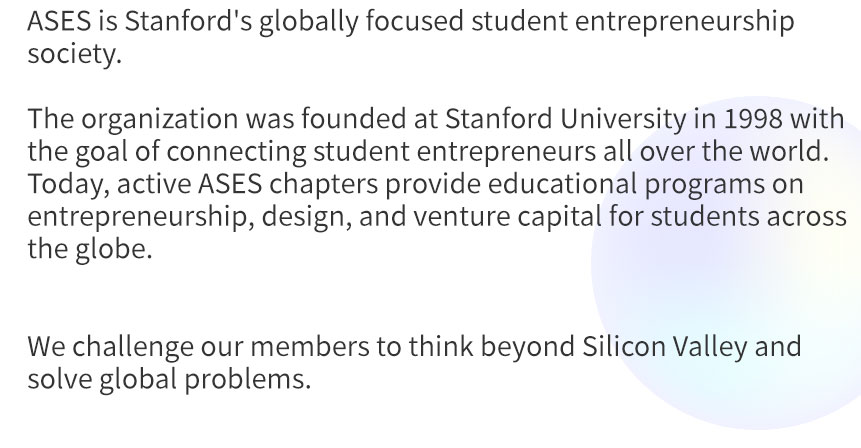 ASES is Stanford's globally focused student entrepreneurship
society.
The organization was founded at Stanford University in 1998 with
the goal of connecting student entrepreneurs all over the world.
Today, active ASES chapters provide educational programs on
entrepreneurship, design, and venture capital for students across
the globe.
We challenge our members to think beyond Silicon Valley and
solve global problems.